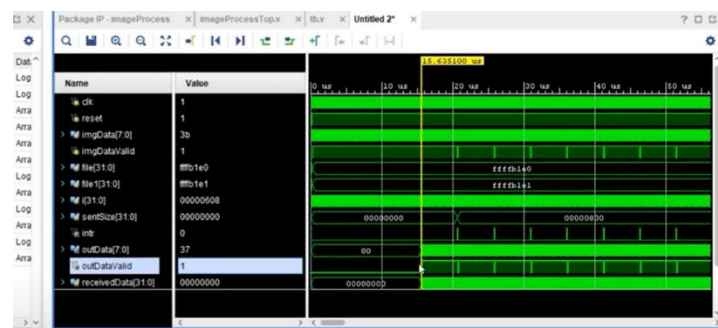 Package IP - imageProcess × imageProcessTop.v × tb.v × Untitled 2* ×
Data
15.635100 us
Log
Name Value
0 us 10 us 20 us 30 us 40 us 50 us
Log
clk 1
Arra
reset 1
Arra
imgData[7:0] 3b
Arra
imgDataValid 1
Arra
file[31:0] ffffb1e0 ffffb1e0
Log
file1[31:0] ffffb1e1 ffffb1e1
Arra
i[31:0] 00000608
Log
sentSize[31:0] 00000000 00000000 00000800
Arra
intr 0
Log
outData[7:0] 37 00
Arra
outDataValid 1
receivedData[31:0] 00000000 00000000